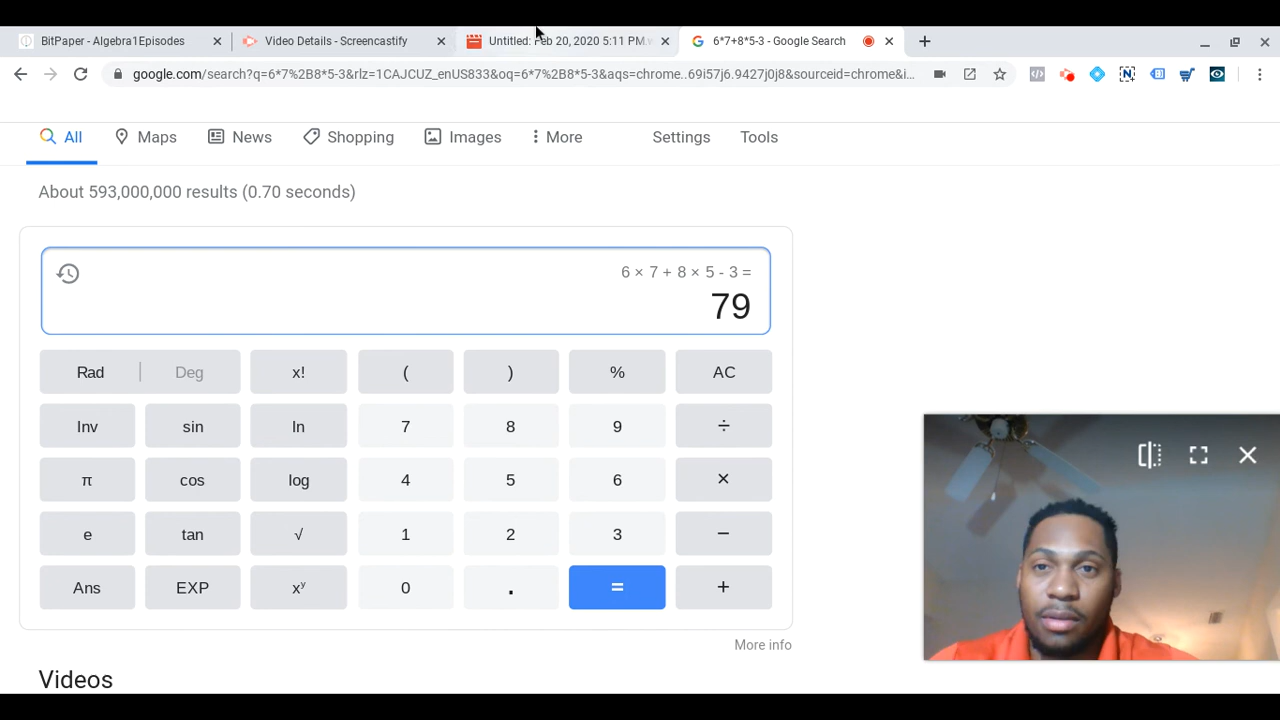 BitPaper - Algebra1Episodes
Video Details - Screencastify
Untitled: Feb 20, 2020 5:11 PM.w
6*7+8*5-3 - Google Search
google.com/search?q=6*7%2B8*5-3&rlz=1CAJCUZ_enUS833&oq=6*7%2B8*5-3&aqs=chrome..69i57j6.9427j0j8&sourceid=chrome&i...
All
Maps
News
Shopping
Images
More
Settings
Tools
About 593,000,000 results (0.70 seconds)
6 × 7 + 8 × 5 - 3 =
79
Rad | Deg x! ( ) % AC
Inv sin ln 7 8 9 ÷
π cos log 4 5 6 ×
e tan √ 1 2 3 −
Ans EXP xʸ 0 . = +
More info
Videos